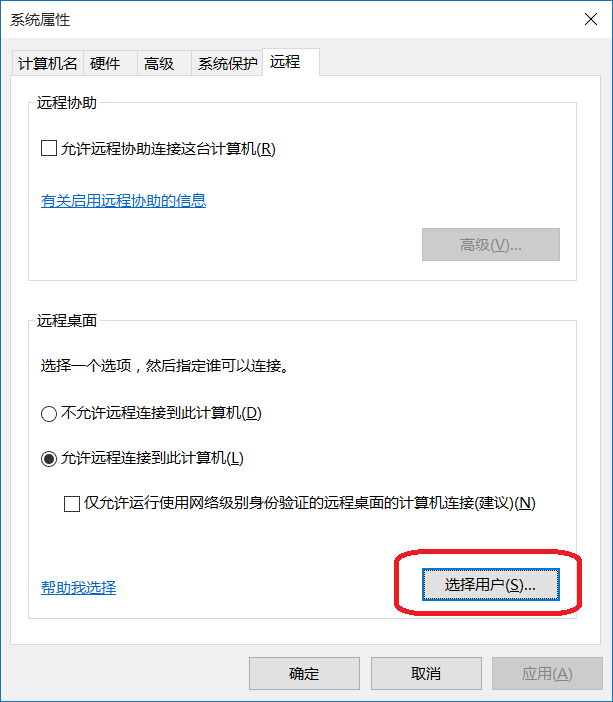 系统属性
计算机名 硬件 高级 系统保护 远程
远程协助
允许远程协助连接这台计算机(R)
有关启用远程协助的信息
高级(V)...
远程桌面
选择一个选项，然后指定谁可以连接。
不允许远程连接到此计算机(D)
允许远程连接到此计算机(L)
仅允许运行使用网络级别身份验证的远程桌面的计算机连接(建议)(N)
帮助我选择 选择用户(S)...
确定 取消 应用(A)